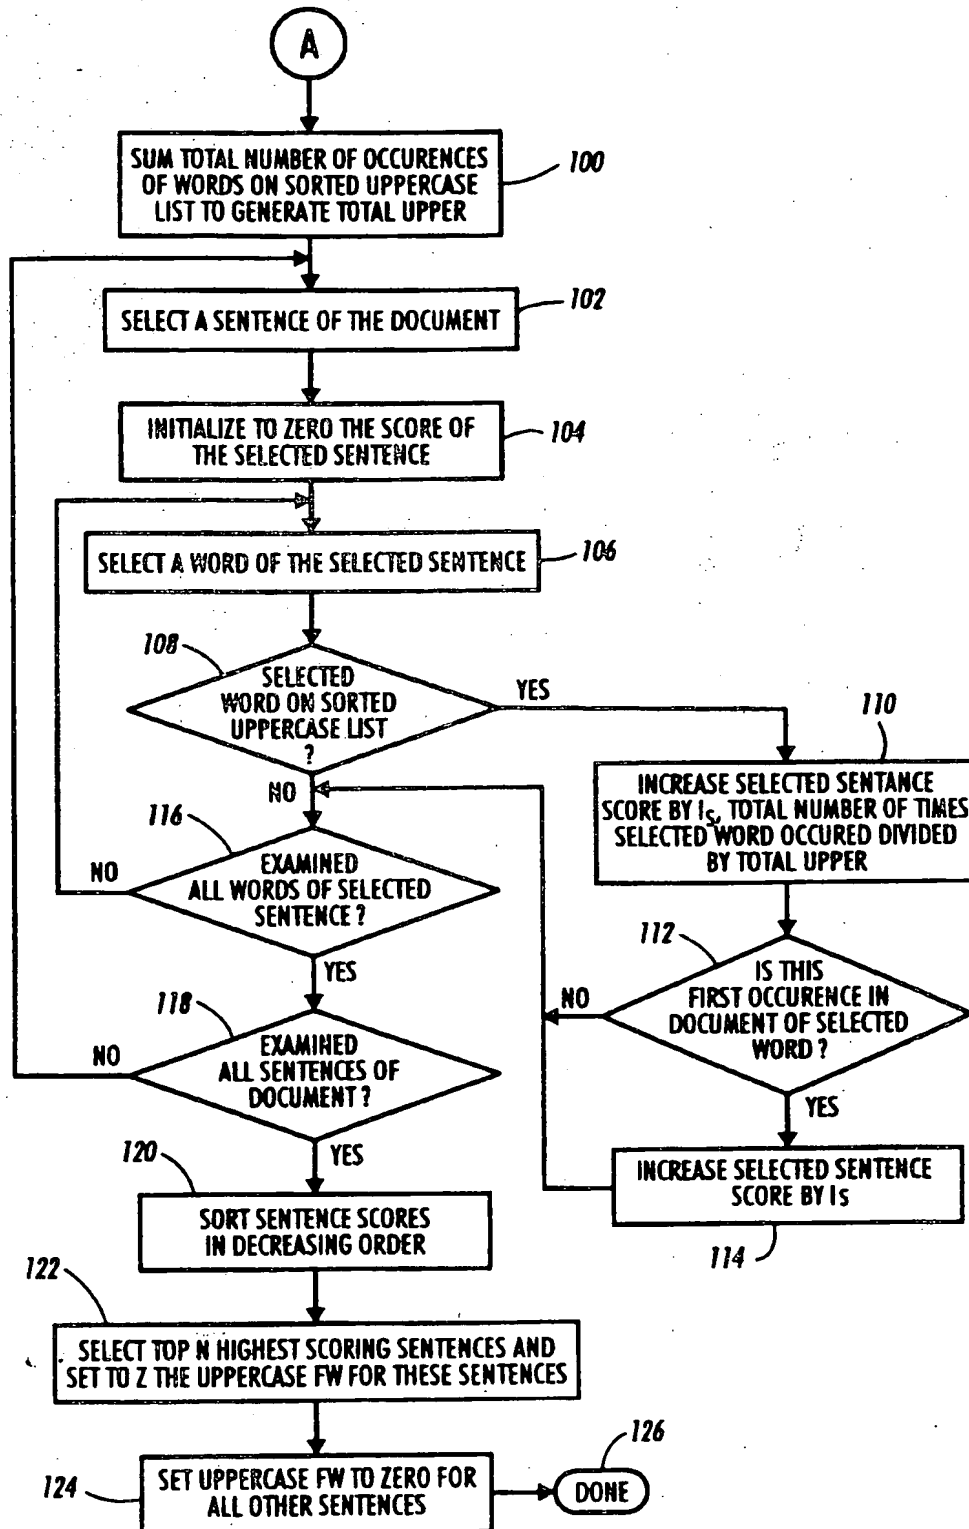 A
SUM TOTAL NUMBER OF OCCURENCES
OF WORDS ON SORTED UPPERCASE
LIST TO GENERATE TOTAL UPPER
100
SELECT A SENTENCE OF THE DOCUMENT
102
INITIALIZE TO ZERO THE SCORE OF
THE SELECTED SENTENCE
104
SELECT A WORD OF THE SELECTED SENTENCE
106
108
SELECTED
WORD ON SORTED
UPPERCASE LIST
?
YES
NO
110
INCREASE SELECTED SENTANCE
SCORE BY IS, TOTAL NUMBER OF TIMES
SELECTED WORD OCCURED DIVIDED
BY TOTAL UPPER
112
IS THIS
FIRST OCCURENCE IN
DOCUMENT OF SELECTED
WORD ?
NO
YES
INCREASE SELECTED SENTENCE
SCORE BY IS
114
116
EXAMINED
ALL WORDS OF SELECTED
SENTENCE ?
NO
YES
118
EXAMINED
ALL SENTENCES OF
DOCUMENT ?
NO
YES
120
SORT SENTENCE SCORES
IN DECREASING ORDER
122
SELECT TOP N HIGHEST SCORING SENTENCES AND
SET TO Z THE UPPERCASE FW FOR THESE SENTENCES
124
SET UPPERCASE FW TO ZERO FOR
ALL OTHER SENTENCES
126
DONE